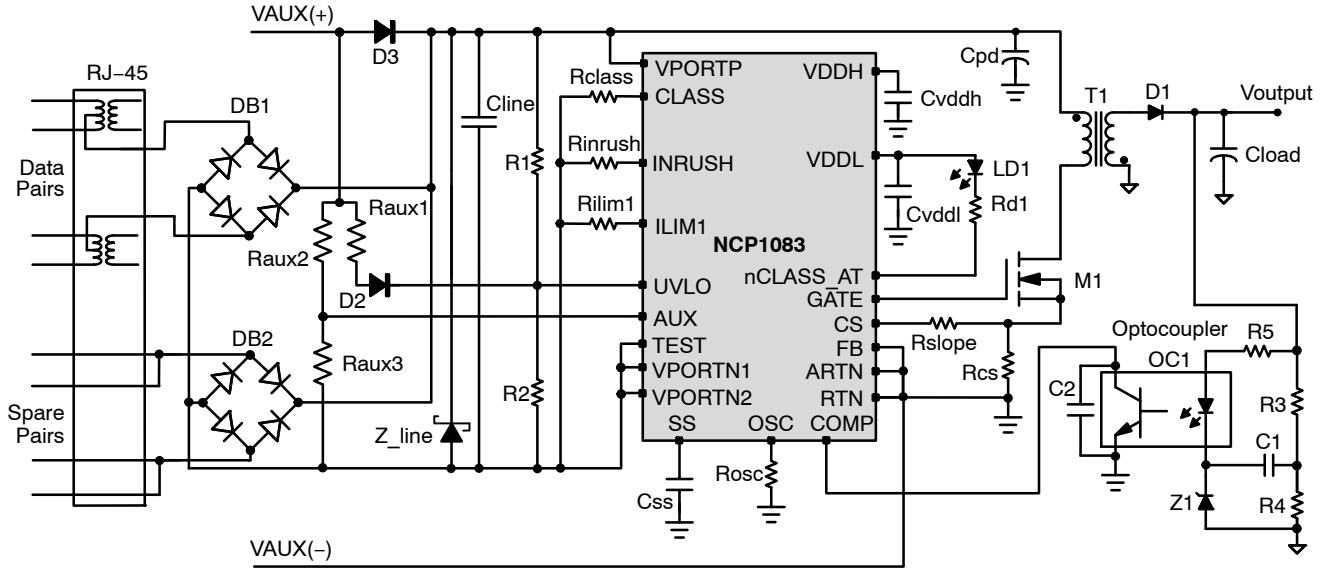 VAUX(+)
D3
RJ−45
DB1
Data
Pairs
Raux1
Raux2
D2
DB2
Raux3
Spare
Pairs
Z_line
Cline
R1
R2
Rclass
Rinrush
Rilim1
VPORTP
CLASS
INRUSH
ILIM1
NCP1083
UVLO
AUX
TEST
VPORTN1
VPORTN2
SS
OSC
COMP
VDDH
VDDL
nCLASS_AT
GATE
CS
FB
ARTN
RTN
Css
Rosc
Cpd
Cvddh
Cvddl
LD1
Rd1
T1
D1
Voutput
Cload
M1
Rslope
Rcs
Optocoupler
OC1
R5
C2
R3
C1
Z1
R4
VAUX(−)